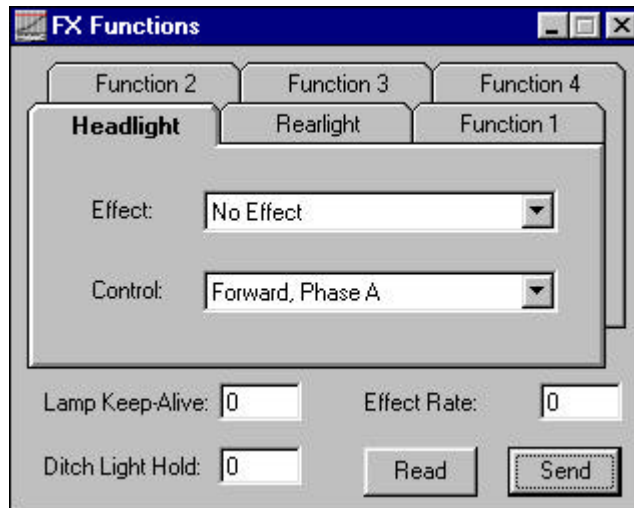 FX Functions
Function 2 Function 3 Function 4
Headlight Rearlight Function 1
Effect: No Effect
Control: Forward, Phase A
Lamp Keep-Alive: 0 Effect Rate: 0
Ditch Light Hold: 0 Read Send